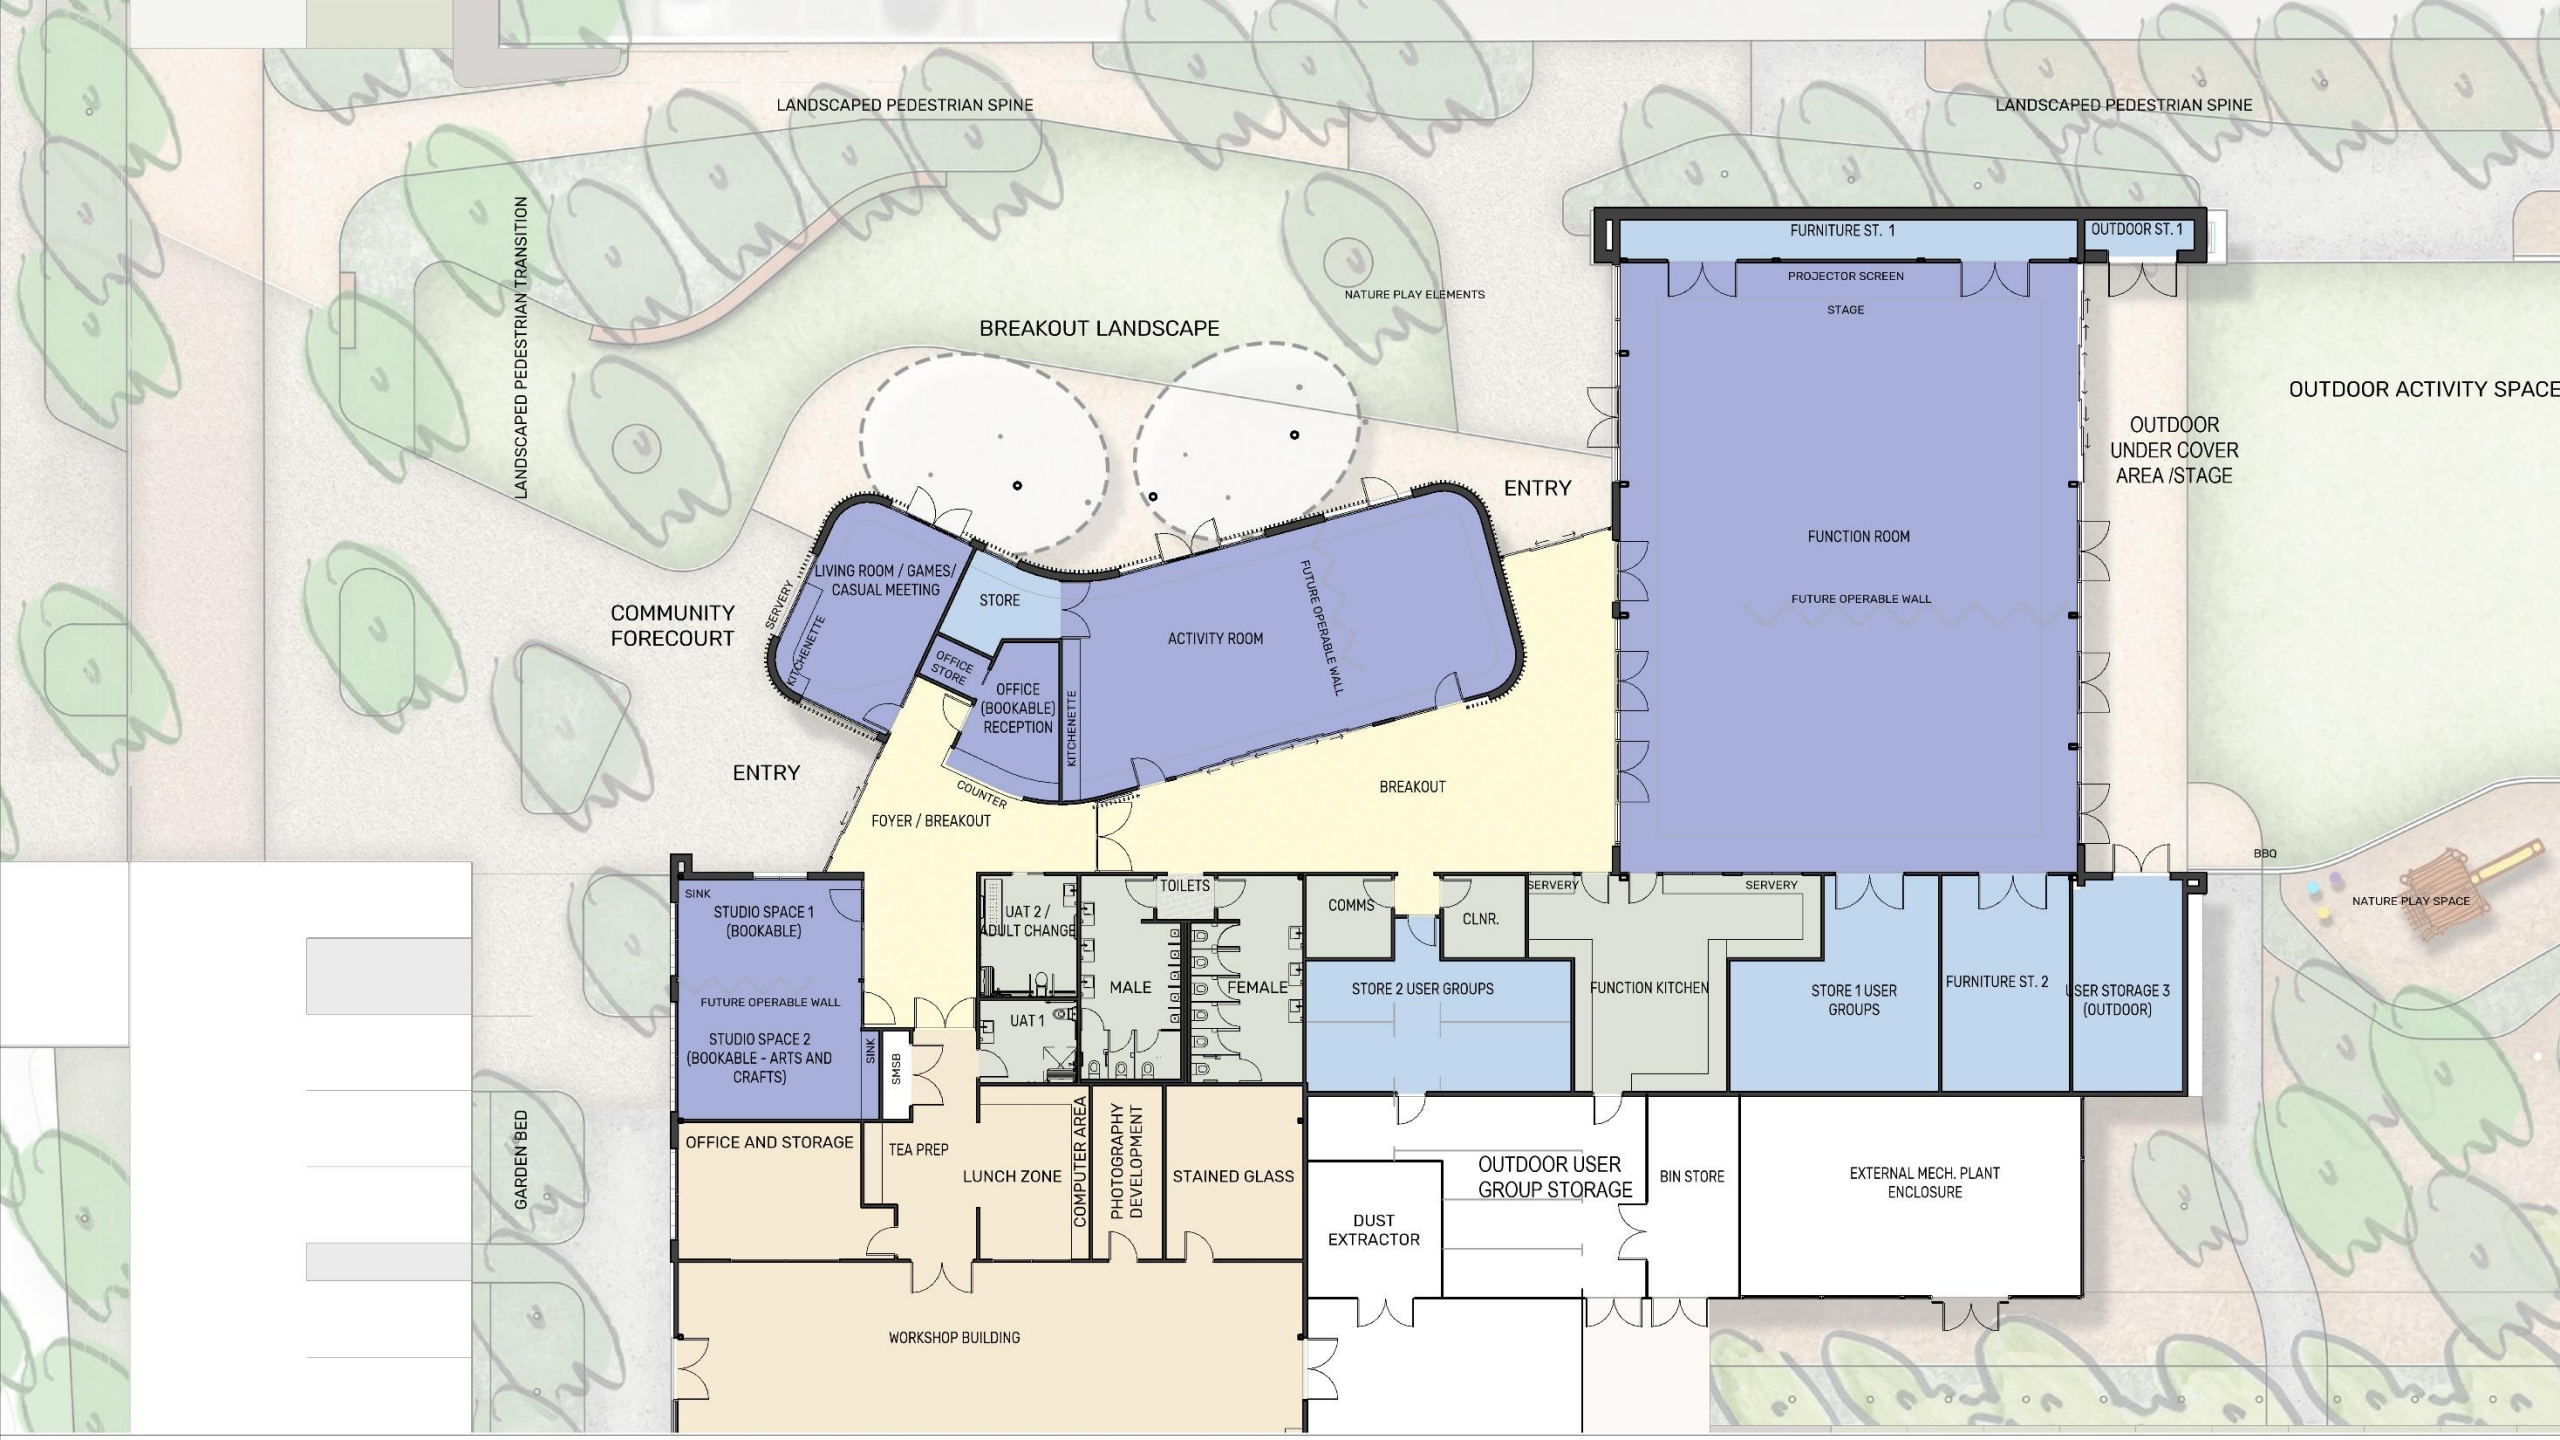 LANDSCAPED PEDESTRIAN SPINE
LANDSCAPED PEDESTRIAN SPINE
LANDSCAPED PEDESTRIAN TRANSITION
FURNITURE ST. 1
OUTDOOR ST. 1
PROJECTOR SCREEN
STAGE
NATURE PLAY ELEMENTS
BREAKOUT LANDSCAPE
OUTDOOR ACTIVITY SPACE
OUTDOOR
UNDER COVER
AREA /STAGE
ENTRY
FUNCTION ROOM
FUTURE OPERABLE WALL
LIVING ROOM / GAMES/
CASUAL MEETING
SERVERY
KITCHENETTE
STORE
COMMUNITY
FORECOURT
ACTIVITY ROOM
FUTURE OPERABLE WALL
OFFICE
STORE
OFFICE
(BOOKABLE)
RECEPTION
KITCHENETTE
ENTRY
COUNTER
FOYER / BREAKOUT
BREAKOUT
BBQ
NATURE PLAY SPACE
SINK
STUDIO SPACE 1
(BOOKABLE)
FUTURE OPERABLE WALL
STUDIO SPACE 2
(BOOKABLE - ARTS AND
CRAFTS)
SINK
SMSB
UAT 2 /
ADULT CHANGE
UAT 1
TOILETS
MALE
FEMALE
COMMS
CLNR.
SERVERY
SERVERY
STORE 2 USER GROUPS
FUNCTION KITCHEN
STORE 1 USER
GROUPS
FURNITURE ST. 2
USER STORAGE 3
(OUTDOOR)
GARDEN BED
OFFICE AND STORAGE
TEA PREP
LUNCH ZONE
COMPUTER AREA
PHOTOGRAPHY
DEVELOPMENT
STAINED GLASS
OUTDOOR USER
GROUP STORAGE
BIN STORE
EXTERNAL MECH. PLANT
ENCLOSURE
DUST
EXTRACTOR
WORKSHOP BUILDING